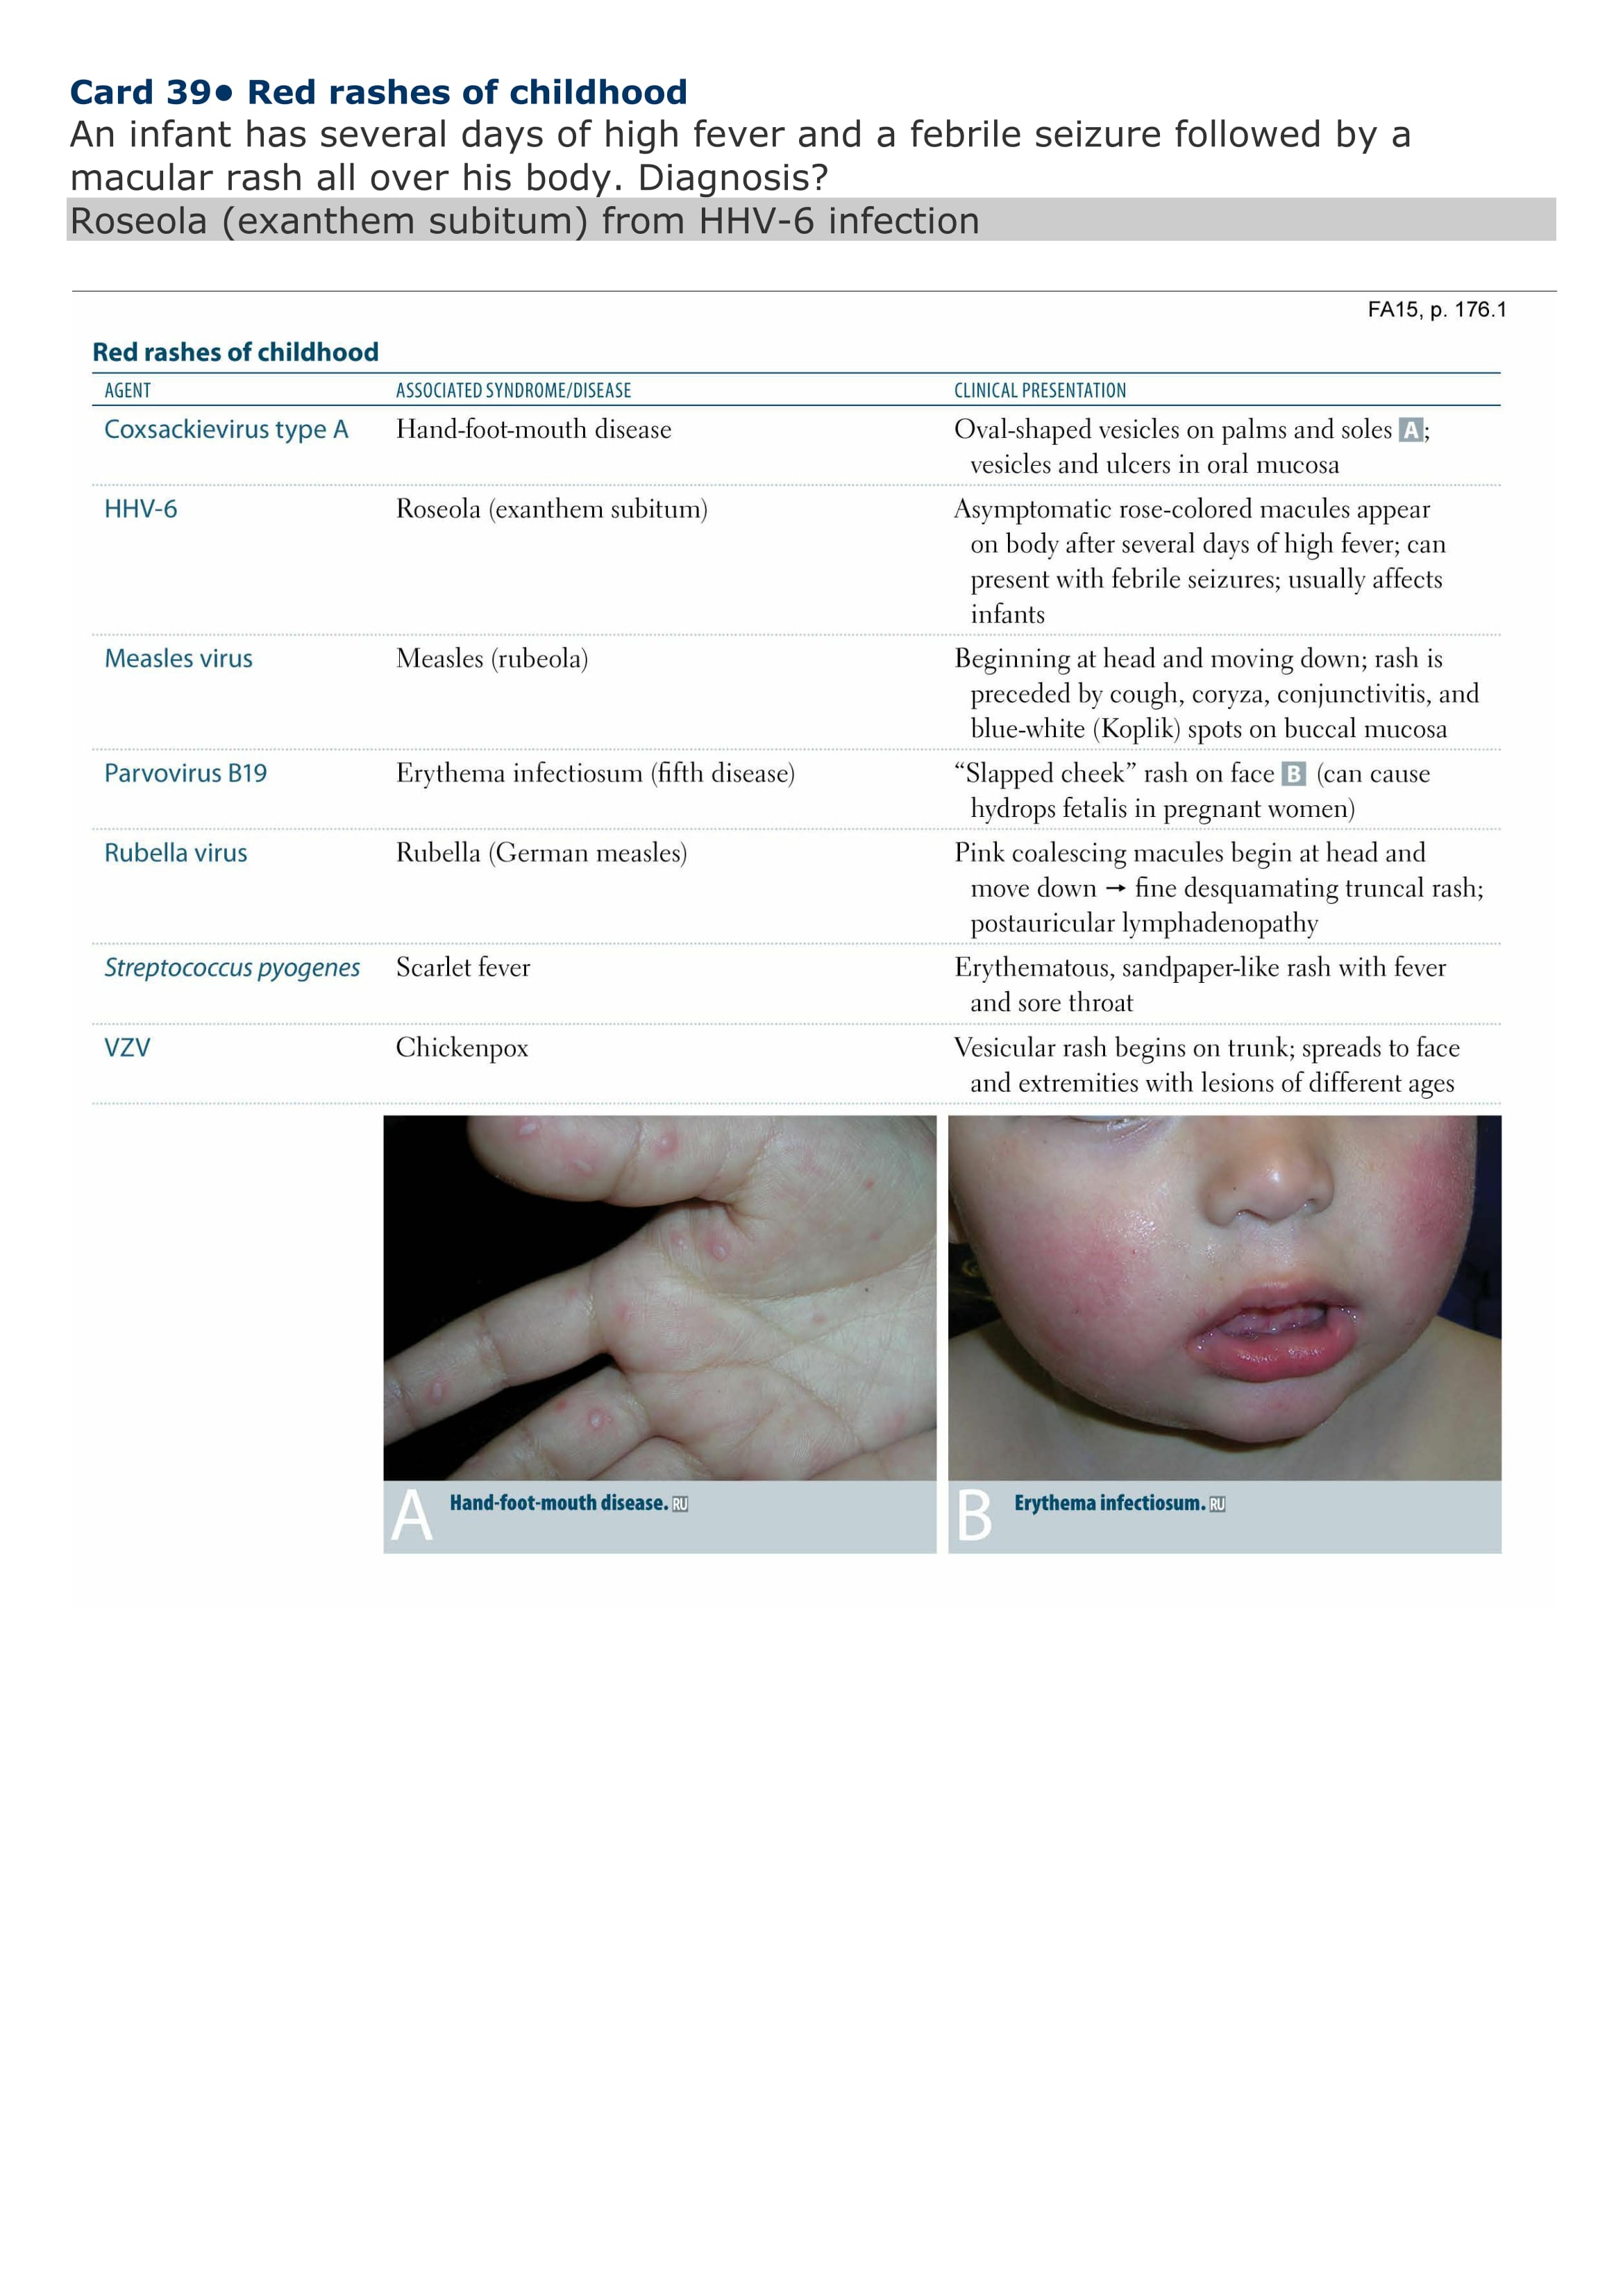 Card 39• Red rashes of childhood
An infant has several days of high fever and a febrile seizure followed by a
macular rash all over his body. Diagnosis?
Roseola (exanthem subitum) from HHV-6 infection
FA15, p. 176.1
Red rashes of childhood
AGENT ASSOCIATED SYNDROME/DISEASE CLINICAL PRESENTATION
Coxsackievirus type A Hand-foot-mouth disease Oval-shaped vesicles on palms and soles A;
vesicles and ulcers in oral mucosa
HHV-6 Roseola (exanthem subitum) Asymptomatic rose-colored macules appear
on body after several days of high fever; can
present with febrile seizures; usually affects
infants
Measles virus Measles (rubeola) Beginning at head and moving down; rash is
preceded by cough, coryza, conjunctivitis, and
blue-white (Koplik) spots on buccal mucosa
Parvovirus B19 Erythema infectiosum (fifth disease) “Slapped cheek” rash on face B (can cause
hydrops fetalis in pregnant women)
Rubella virus Rubella (German measles) Pink coalescing macules begin at head and
move down → fine desquamating truncal rash;
postauricular lymphadenopathy
Streptococcus pyogenes Scarlet fever Erythematous, sandpaper-like rash with fever
and sore throat
VZV Chickenpox Vesicular rash begins on trunk; spreads to face
and extremities with lesions of different ages
A Hand-foot-mouth disease. RU
B Erythema infectiosum. RU